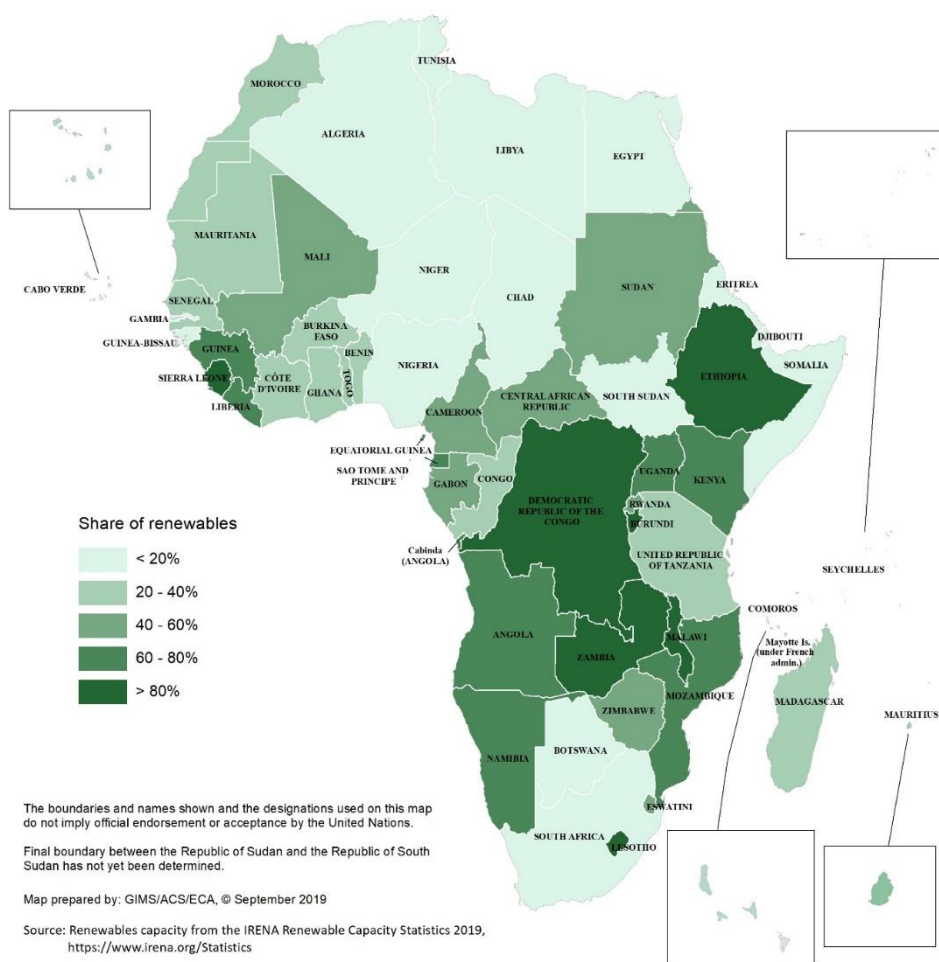 TUNISIA
MOROCCO
ALGERIA
LIBYA
EGYPT
MAURITANIA
MALI
NIGER
CHAD
SUDAN
ERITREA
CABO VERDE
SENEGAL
GAMBIA
GUINEA-BISSAU
GUINEA
SIERRA LEONE
LIBERIA
BURKINA
FASO
CÔTE
D'IVOIRE
GHANA
TOGO
BENIN
NIGERIA
DJIBOUTI
SOMALIA
ETHIOPIA
SOUTH SUDAN
CENTRAL AFRICAN
REPUBLIC
CAMEROON
EQUATORIAL GUINEA
SAO TOME AND
PRINCIPE
GABON
CONGO
UGANDA
KENYA
DEMOCRATIC
REPUBLIC OF THE
CONGO
RWANDA
BURUNDI
UNITED REPUBLIC
OF TANZANIA
Cabinda
(ANGOLA)
SEYCHELLES
COMOROS
Mayotte Is.
(under French
admin.)
ANGOLA
ZAMBIA
MALAWI
MOZAMBIQUE
MADAGASCAR
MAURITIUS
ZIMBABWE
NAMIBIA
BOTSWANA
ESWATINI
SOUTH AFRICA
LESOTHO
Share of renewables
< 20%
20 - 40%
40 - 60%
60 - 80%
> 80%
The boundaries and names shown and the designations used on this map
do not imply official endorsement or acceptance by the United Nations.
Final boundary between the Republic of Sudan and the Republic of South
Sudan has not yet been determined.
Map prepared by: GIMS/ACS/ECA, © September 2019
Source: Renewables capacity from the IRENA Renewable Capacity Statistics 2019,
https://www.irena.org/Statistics